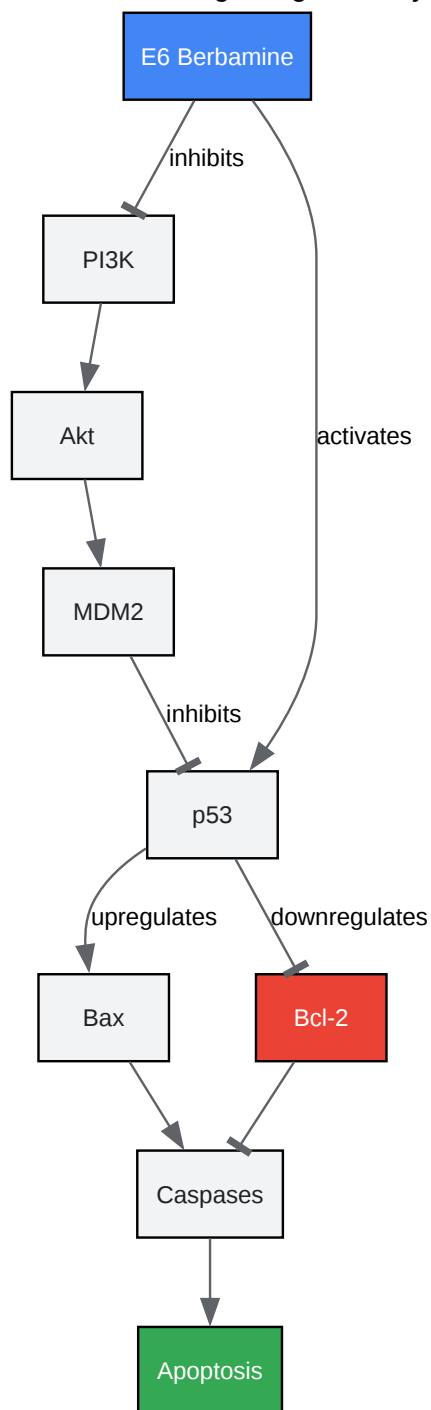 E6 Berbamine
inhibits
PI3K
Akt
activates
MDM2
inhibits
p53
upregulates
downregulates
Bax
Bcl-2
Caspases
Apoptosis